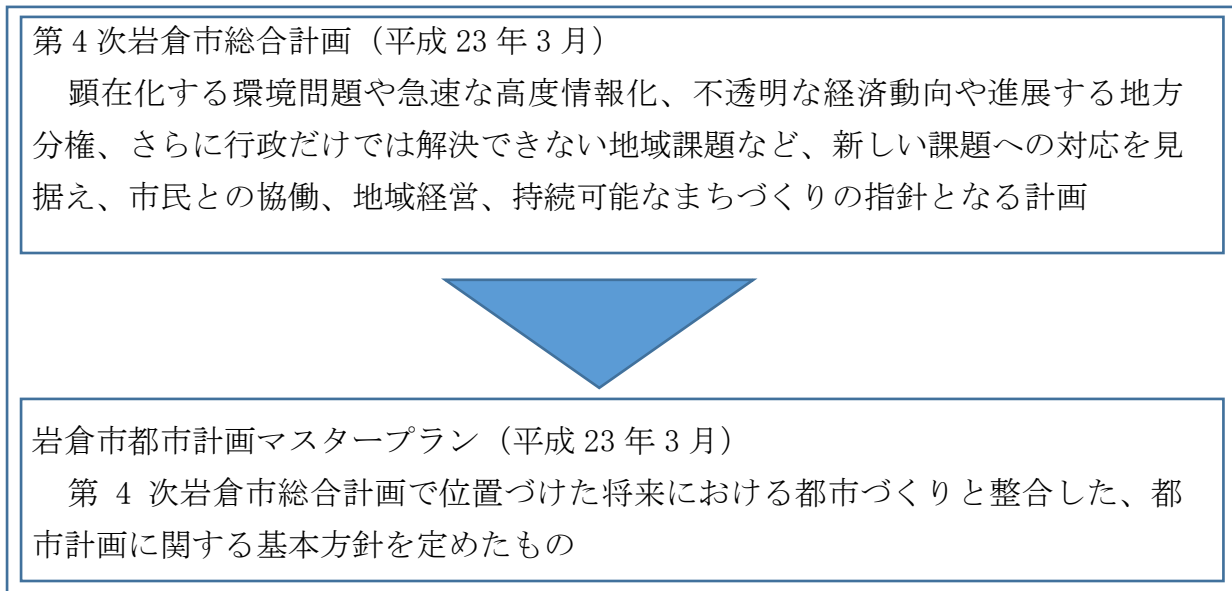 第4次岩倉市総合計画（平成 23 年 3 月）
顕在化する環境問題や急速な高度情報化、不透明な経済動向や進展する地方
分権、さらに行政だけでは解決できない地域課題など、新しい課題への対応を見
据え、市民との協働、地域経営、持続可能なまちづくりの指針となる計画
岩倉市都市計画マスタープラン（平成 23 年 3 月）
第 4 次岩倉市総合計画で位置づけた将来における都市づくりと整合した、都
市計画に関する基本方針を定めたもの